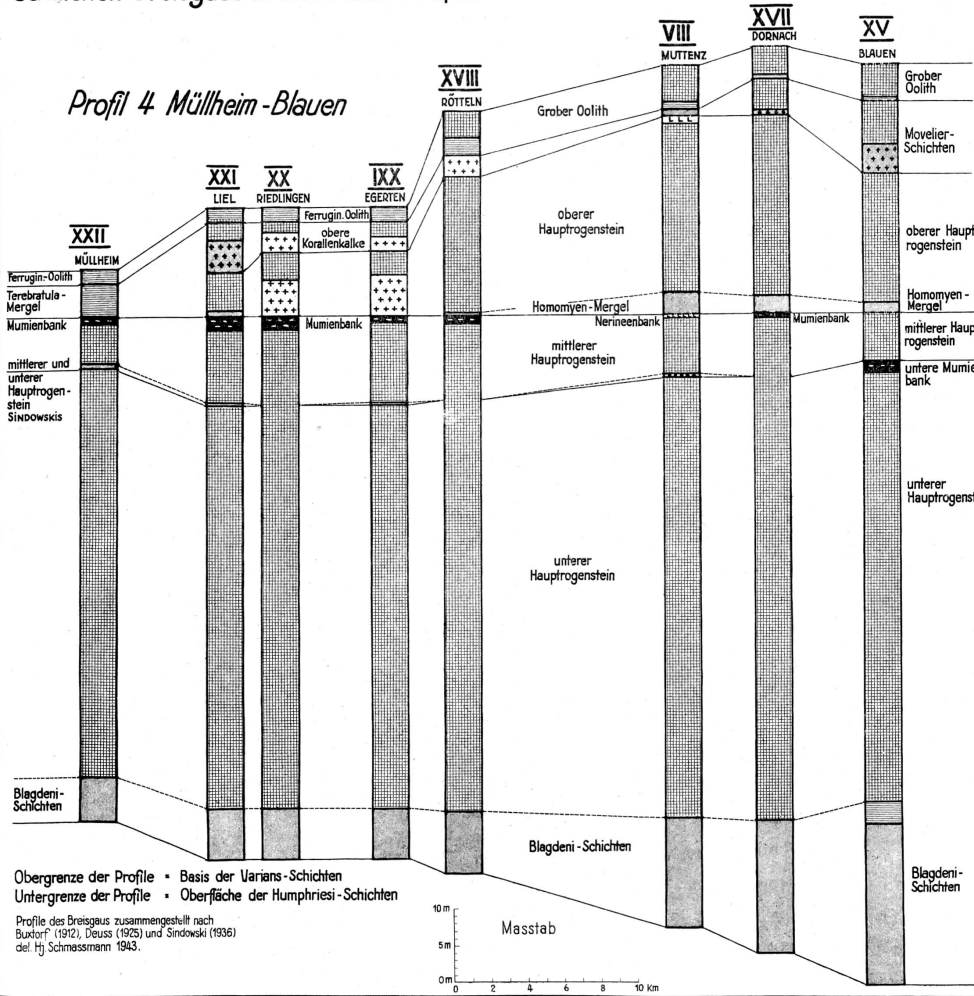 Profil 4 Müllheim-Blauen
XXII
MÜLLHEIM
XXI
LIEL
XX
RIEDLINGEN
IXX
EGERTEN
XVIII
RÖTTELN
VIII
MUTTENZ
XVII
DORNACH
XV
BLAUEN
Ferrugin.-Oolith
Terebratula-
Mergel
Mumienbank
mittlerer und
unterer
Hauptrogen-
stein
SINDOWSKIS
Blagdeni-
Schichten
Ferrugin. Oolith
obere
Korallenkalke
Mumienbank
Grober Oolith
oberer
Hauptrogenstein
Homomyen-Mergel
Nerineenbank
mittlerer
Hauptrogenstein
unterer
Hauptrogenstein
Blagdeni-Schichten
Mumienbank
Grober
Oolith
Movelier-
Schichten
oberer Haupt
rogenstein
Homomyen-
Mergel
mittlerer Haup
rogenstein
untere Mumie
bank
unterer
Hauptrogenst
Blagdeni-
Schichten
Obergrenze der Profile = Basis der Varians-Schichten
Untergrenze der Profile = Oberfläche der Humphriesi-Schichten
Profile des Breisgaus zusammengestellt nach
Buxtorf (1912), Deuss (1925) und Sindowski (1936)
del. Hj. Schmassmann 1943.
10 m
5 m
0 m
Masstab
0 2 4 6 8 10 Km